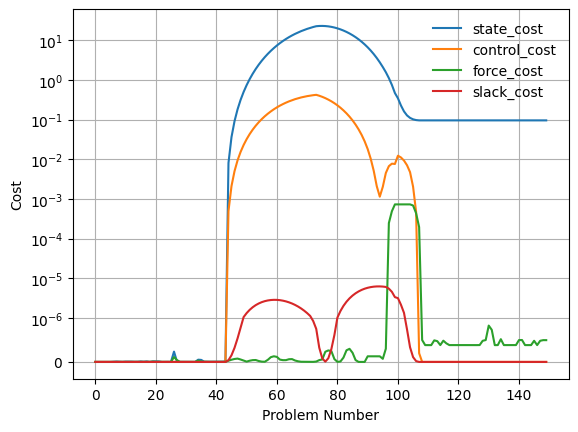 state_cost
control_cost
force_cost
slack_cost
10¹
10⁰
10⁻¹
10⁻²
10⁻³
10⁻⁴
10⁻⁵
10⁻⁶
0
Cost
0 20 40 60 80 100 120 140
Problem Number